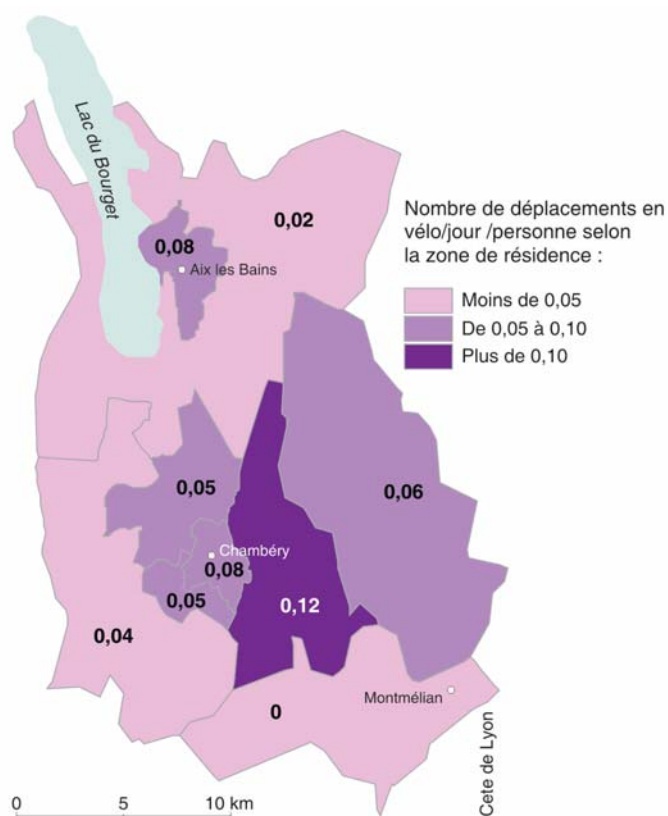 Lac du Bourget
0,02
0,08
Aix les Bains
Nombre de déplacements en
vélo/jour /personne selon
la zone de résidence :
Moins de 0,05
De 0,05 à 0,10
Plus de 0,10
0,05
0,06
Chambéry
0,08
0,05
0,12
0,04
0
Montmélian
Cete de Lyon
0 5 10 km